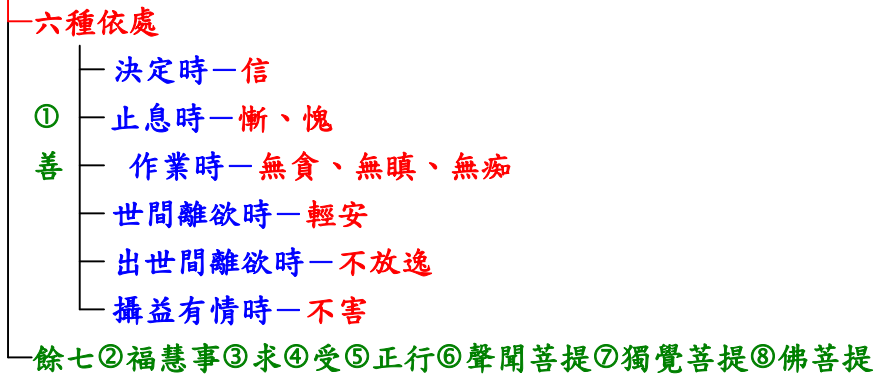 六種依處
決定時－信
① 止息時－慚、愧
善 作業時－無貪、無瞋、無痴
世間離欲時－輕安
出世間離欲時－不放逸
攝益有情時－不害
餘七②福慧事③求④受⑤正行⑥聲聞菩提⑦獨覺菩提⑧佛菩提